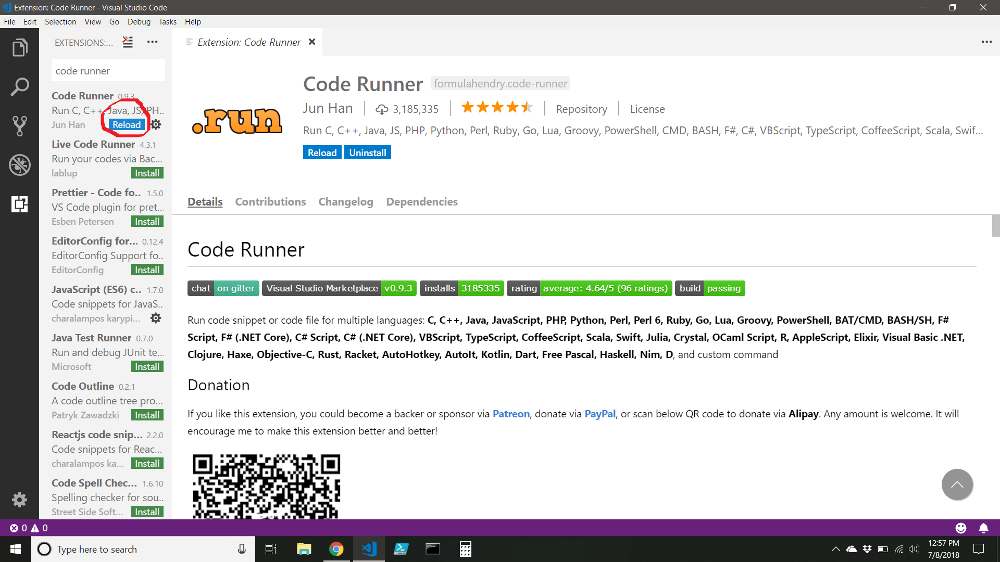 Extension: Code Runner - Visual Studio Code
File Edit Selection View Go Debug Tasks Help
EXTENSIONS:...
code runner
Code Runner 0.9.3
Run C, C++, Java, JS, PH...
Jun Han Reload
Live Code Runner 4.3.1
Run your codes via Bac...
lablup Install
Prettier - Code fo... 1.5.0
VS Code plugin for pret...
Esben Petersen Install
EditorConfig for... 0.12.4
EditorConfig Support fo...
EditorConfig Install
JavaScript (ES6) c... 1.7.0
Code snippets for JavaS...
charalampos karypi...
Java Test Runner 0.7.0
Run and debug JUnit te...
Microsoft Install
Code Outline 0.2.1
A code outline tree pro...
Patryk Zawadzki Install
Reactjs code snip... 2.2.0
Code snippets for Reac...
charalampos ka... Install
Code Spell Chec... 1.6.10
Spelling checker for sou...
Street Side Soft... Install
Extension: Code Runner
.run
Code Runner formulahendry.code-runner
Jun Han 3,185,335 Repository License
Run C, C++, Java, JS, PHP, Python, Perl, Ruby, Go, Lua, Groovy, PowerShell, CMD, BASH, F#, C#, VBScript, TypeScript, CoffeeScript, Scala, Swif...
Reload Uninstall
Details Contributions Changelog Dependencies
Code Runner
chat on gitter Visual Studio Marketplace v0.9.3 installs 3185335 rating average: 4.64/5 (96 ratings) build passing
Run code snippet or code file for multiple languages: C, C++, Java, JavaScript, PHP, Python, Perl, Perl 6, Ruby, Go, Lua, Groovy, PowerShell, BAT/CMD, BASH/SH, F#
Script, F# (.NET Core), C# Script, C# (.NET Core), VBScript, TypeScript, CoffeeScript, Scala, Swift, Julia, Crystal, OCaml Script, R, AppleScript, Elixir, Visual Basic .NET,
Clojure, Haxe, Objective-C, Rust, Racket, AutoHotkey, AutoIt, Kotlin, Dart, Free Pascal, Haskell, Nim, D, and custom command
Donation
If you like this extension, you could become a backer or sponsor via Patreon, donate via PayPal, or scan below QR code to donate via Alipay. Any amount is welcome. It will
encourage me to make this extension better and better!
0 0
Type here to search
12:57 PM
7/8/2018